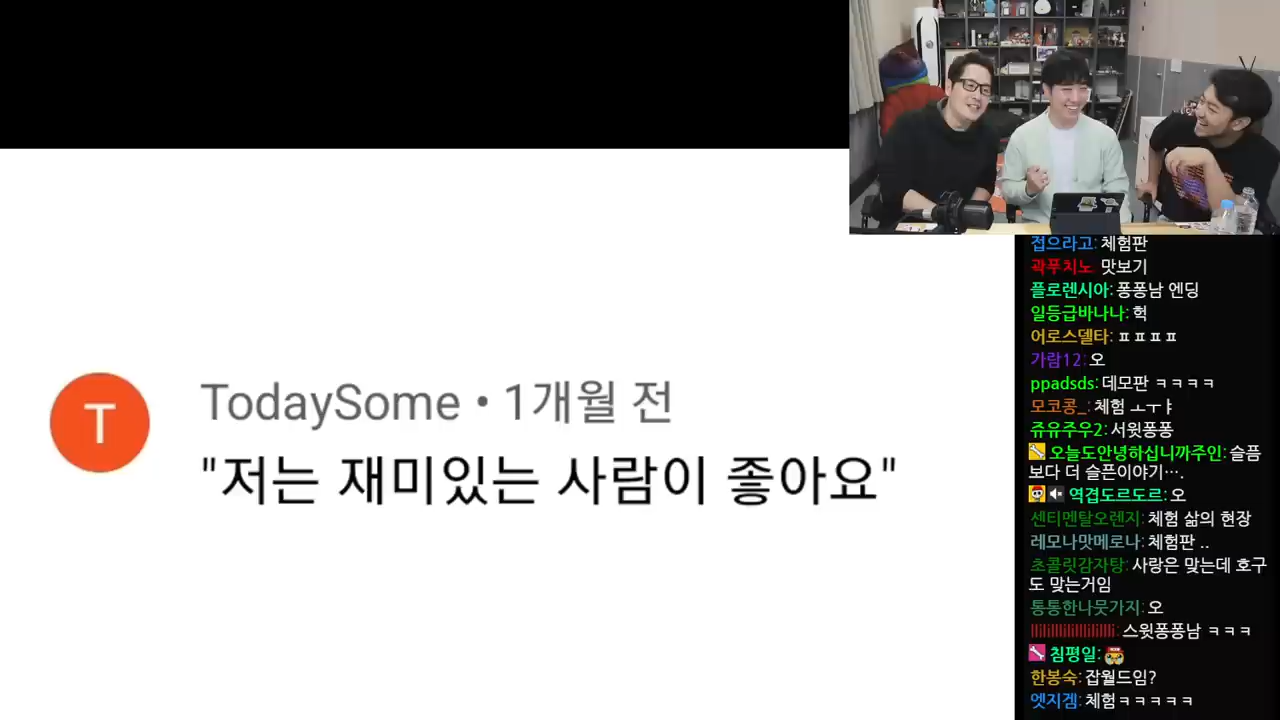 T
TodaySome • 1개월 전
"저는 재미있는 사람이 좋아요"
접으라고: 체험판
곽푸치노: 맛보기
플로렌시아: 퐁퐁남 엔딩
일등급바나나: 헉
어로스델타: ㅍㅍㅍㅍ
가람12: 오
ppadsds: 데모판 ㅋㅋㅋㅋ
모코콩_: 체험 ㅗㅜㅑ
쥬유주우2: 서윗퐁퐁
오늘도안녕하십니까주인: 슬픔
보다 더 슬픈이야기….
역겹도르도르: 오
센티멘탈오렌지: 체험 삶의 현장
레모나맛메로나: 체험판 ..
초콜릿감자탕: 사랑은 맞는데 호구
도 맞는거임
통통한나뭇가지: 오
스윗퐁퐁남 ㅋㅋㅋ
침평일:
한봉숙: 잡월드임?
엣지겜: 체험ㅋㅋㅋㅋㅋ